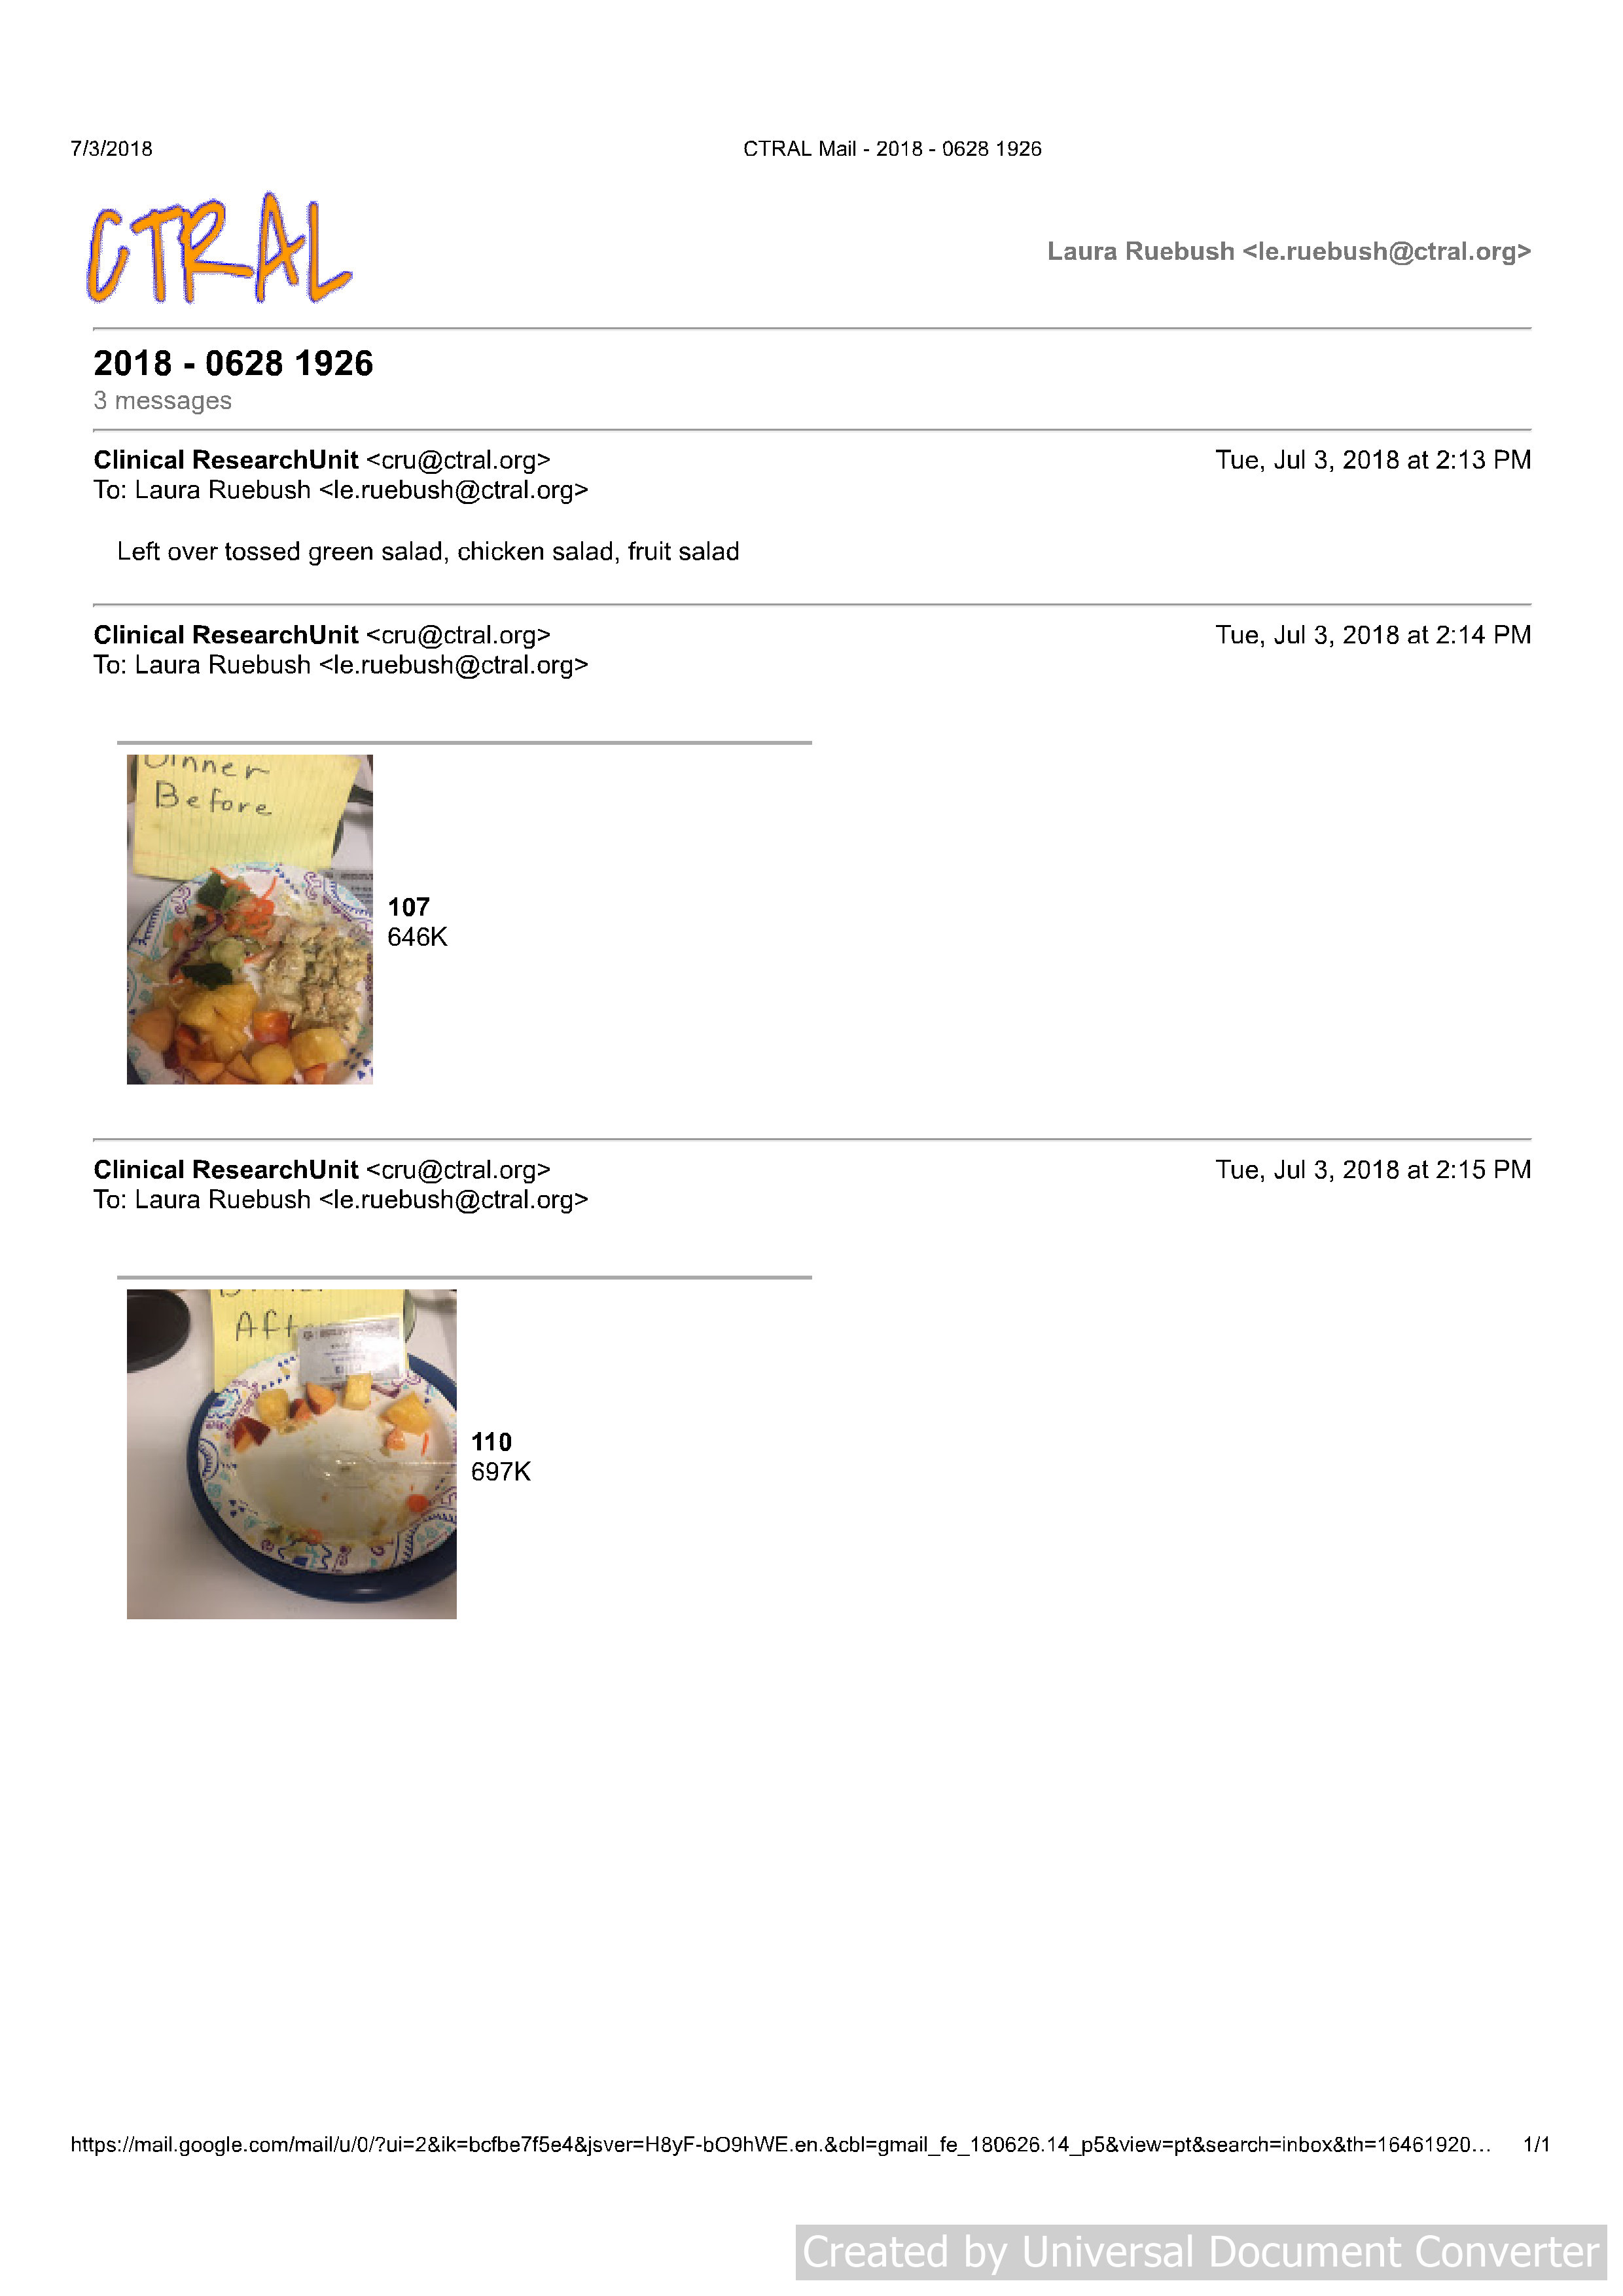 7/3/2018 CTRAL Mail - 2018 - 0628 1926
CTRAL
Laura Ruebush <le.ruebush@ctral.org>
2018 - 0628 1926
3 messages
Clinical ResearchUnit <cru@ctral.org> Tue, Jul 3, 2018 at 2:13 PM
To: Laura Ruebush <le.ruebush@ctral.org>
Left over tossed green salad, chicken salad, fruit salad
Clinical ResearchUnit <cru@ctral.org> Tue, Jul 3, 2018 at 2:14 PM
To: Laura Ruebush <le.ruebush@ctral.org>
Dinner
Before
107
646K
Clinical ResearchUnit <cru@ctral.org> Tue, Jul 3, 2018 at 2:15 PM
To: Laura Ruebush <le.ruebush@ctral.org>
110
697K
https://mail.google.com/mail/u/0/?ui=2&ik=bcfbe7f5e4&jsver=H8yF-bO9hWE.en.&cbl=gmail_fe_180626.14_p5&view=pt&search=inbox&th=16461920... 1/1
Created by Universal Document Converter